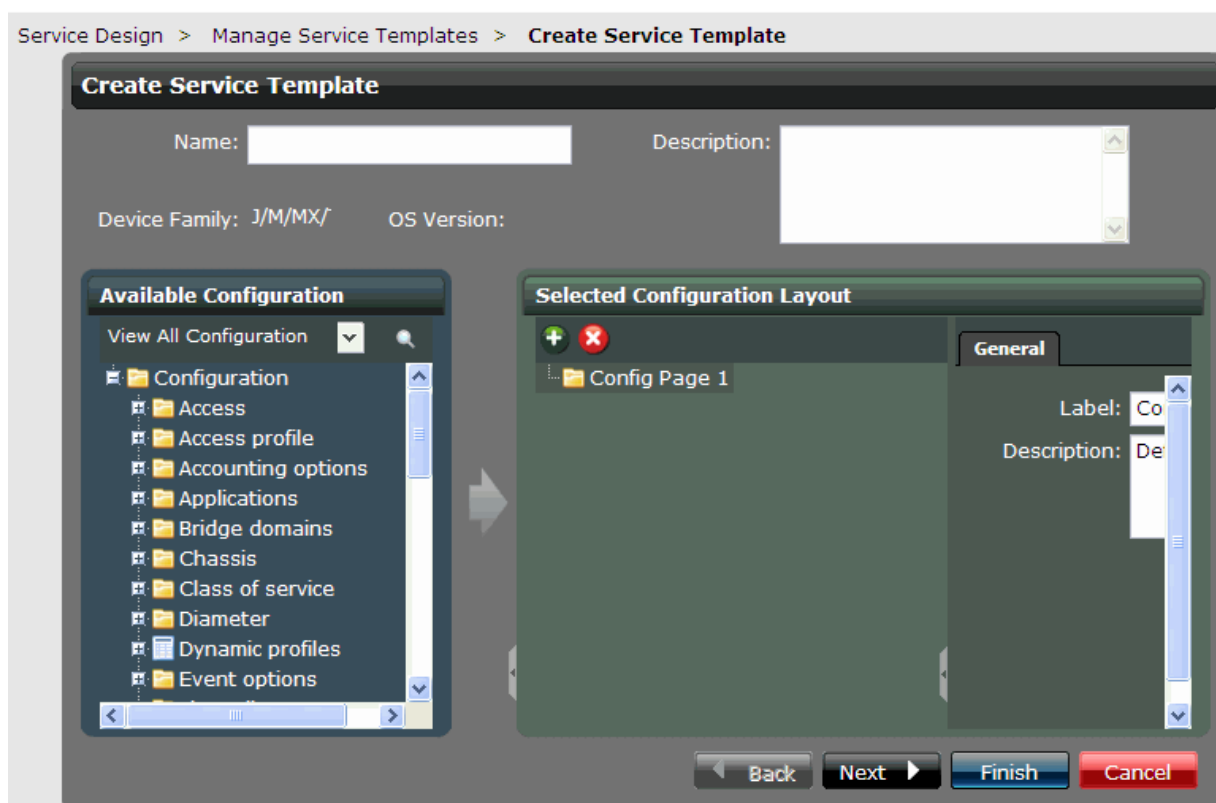 Service Design > Manage Service Templates > Create Service Template
Create Service Template
Name:
Description:
Device Family: J/M/MX/
OS Version:
Available Configuration
View All Configuration
Configuration
Access
Access profile
Accounting options
Applications
Bridge domains
Chassis
Class of service
Diameter
Dynamic profiles
Event options
Selected Configuration Layout
Config Page 1
General
Label: Co
Description: De
Back
Next
Finish
Cancel